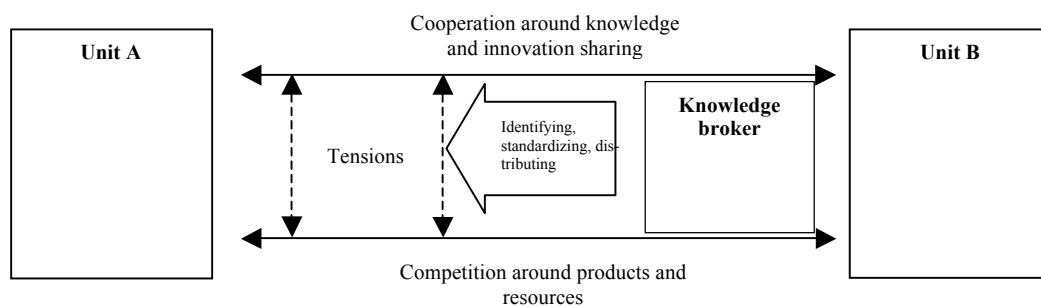 Cooperation around knowledge
and innovation sharing
Unit A
Unit B
Knowledge
broker
Identifying,
standardizing, dis-
tributing
Tensions
Competition around products and
resources